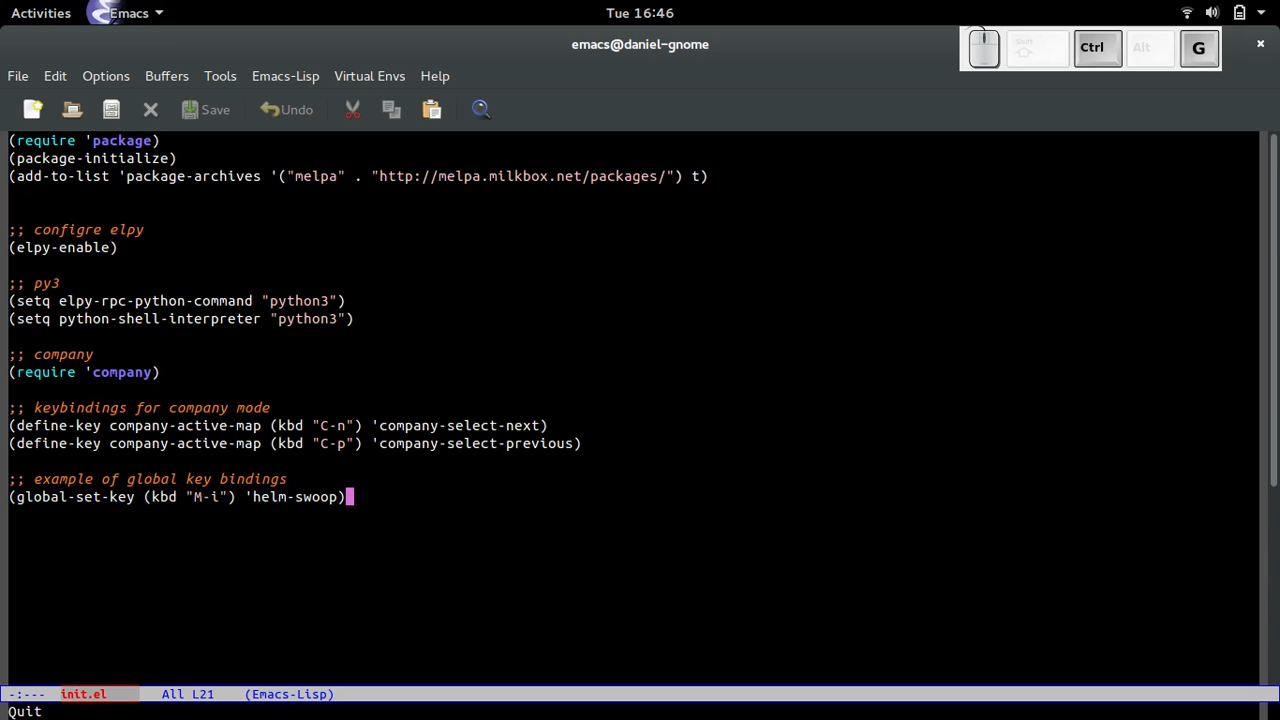 Activities Emacs Tue 16:46
emacs@daniel-gnome
Shift Ctrl Alt G
File Edit Options Buffers Tools Emacs-Lisp Virtual Envs Help
Save Undo
(require 'package)
(package-initialize)
(add-to-list 'package-archives '("melpa" . "http://melpa.milkbox.net/packages/") t)
;; configre elpy
(elpy-enable)
;; py3
(setq elpy-rpc-python-command "python3")
(setq python-shell-interpreter "python3")
;; company
(require 'company)
;; keybindings for company mode
(define-key company-active-map (kbd "C-n") 'company-select-next)
(define-key company-active-map (kbd "C-p") 'company-select-previous)
;; example of global key bindings
(global-set-key (kbd "M-i") 'helm-swoop)
-:--- init.el All L21 (Emacs-Lisp)
Quit